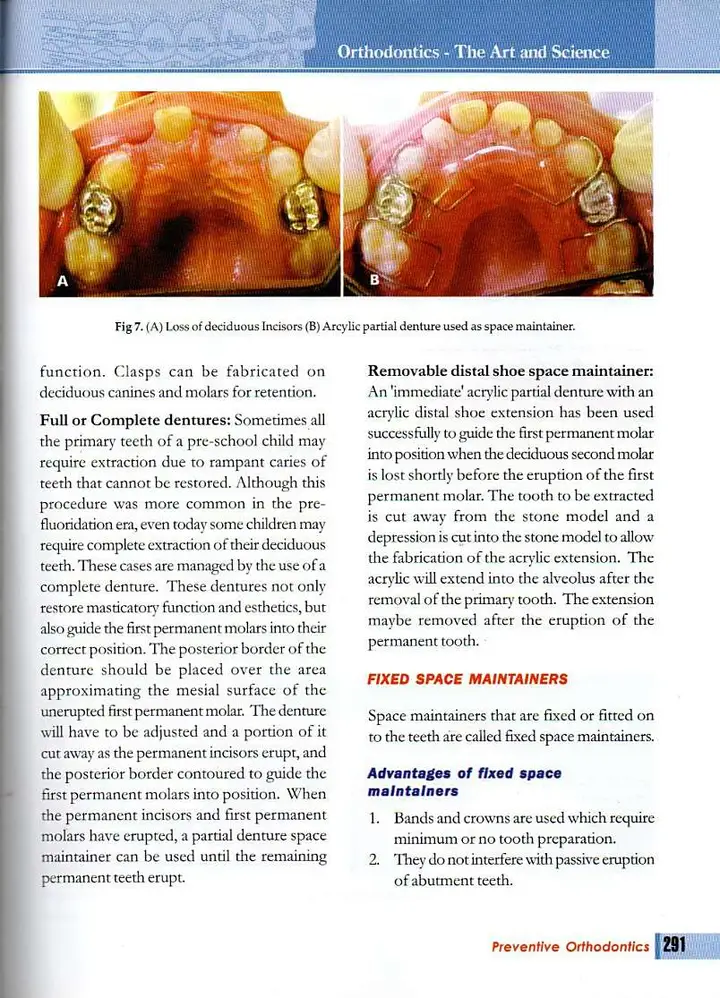 Orthodontics - The Art and Science
A
B
Fig 7. (A) Loss of deciduous Incisors (B) Arcylic partial denture used as space maintainer.
function. Clasps can be fabricated on
deciduous canines and molars for retention.
Full or Complete dentures: Sometimes all
the primary teeth of a pre-school child may
require extraction due to rampant caries of
teeth that cannot be restored. Although this
procedure was more common in the pre-
fluoridation era, even today some children may
require complete extraction of their deciduous
teeth. These cases are managed by the use of a
complete denture. These dentures not only
restore masticatory function and esthetics, but
also guide the first permanent molars into their
correct position. The posterior border of the
denture should be placed over the area
approximating the mesial surface of the
unerupted first permanent molar. The denture
will have to be adjusted and a portion of it
cut away as the permanent incisors erupt, and
the posterior border contoured to guide the
first permanent molars into position. When
the permanent incisors and first permanent
molars have erupted, a partial denture space
maintainer can be used until the remaining
permanent teeth erupt.
Removable distal shoe space maintainer:
An 'immediate' acrylic partial denture with an
acrylic distal shoe extension has been used
successfully to guide the first permanent molar
into position when the deciduous second molar
is lost shortly before the eruption of the first
permanent molar. The tooth to be extracted
is cut away from the stone model and a
depression is cut into the stone model to allow
the fabrication of the acrylic extension. The
acrylic will extend into the alveolus after the
removal of the primary tooth. The extension
maybe removed after the eruption of the
permanent tooth.
FIXED SPACE MAINTAINERS
Space maintainers that are fixed or fitted on
to the teeth are called fixed space maintainers.
Advantages of fixed space
maintainers
1. Bands and crowns are used which require
minimum or no tooth preparation.
2. They do not interfere with passive eruption
of abutment teeth.
Preventive Orthodontics 291